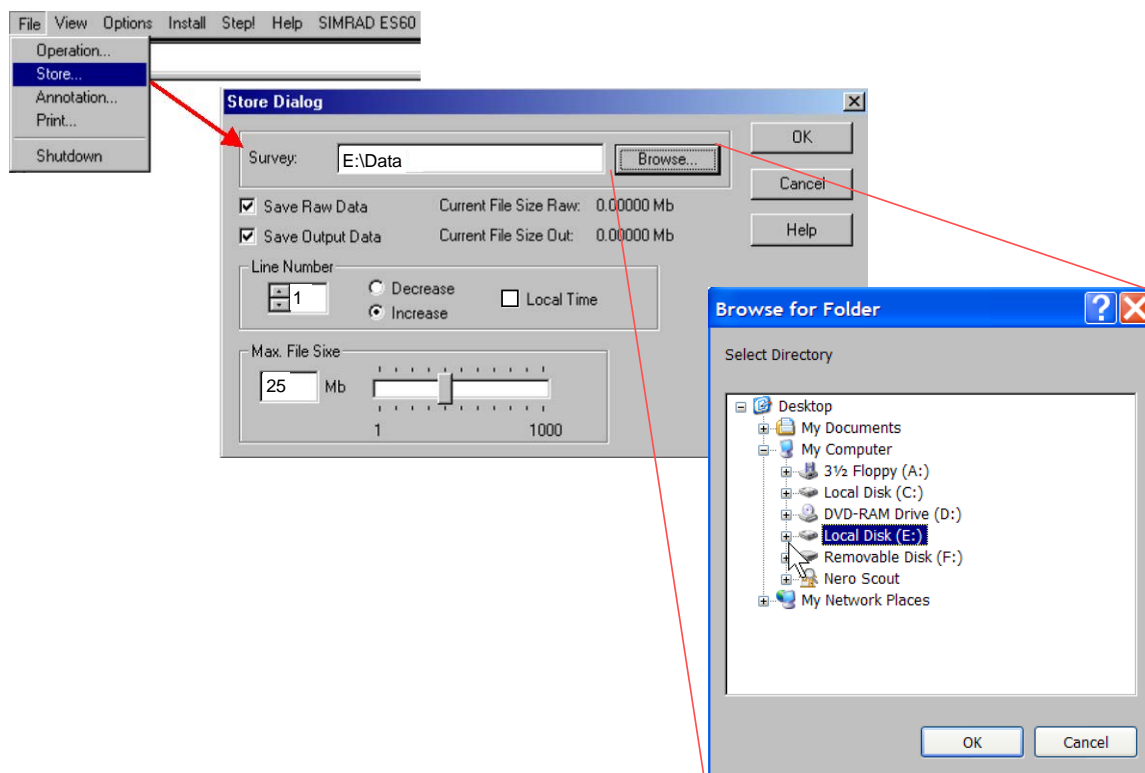 File View Options Install Step! Help SIMRAD ES60
Operation...
Store...
Annotation...
Print...
Shutdown
Store Dialog
Survey: E:\Data Browse...
OK
Cancel
Help
Save Raw Data Current File Size Raw: 0.00000 Mb
Save Output Data Current File Size Out: 0.00000 Mb
Line Number
1 Decrease
Increase
Local Time
Max. File Sixe
25 Mb
1 1000
Browse for Folder
Select Directory
Desktop
My Documents
My Computer
3½ Floppy (A:)
Local Disk (C:)
DVD-RAM Drive (D:)
Local Disk (E:)
Removable Disk (F:)
Nero Scout
My Network Places
OK Cancel